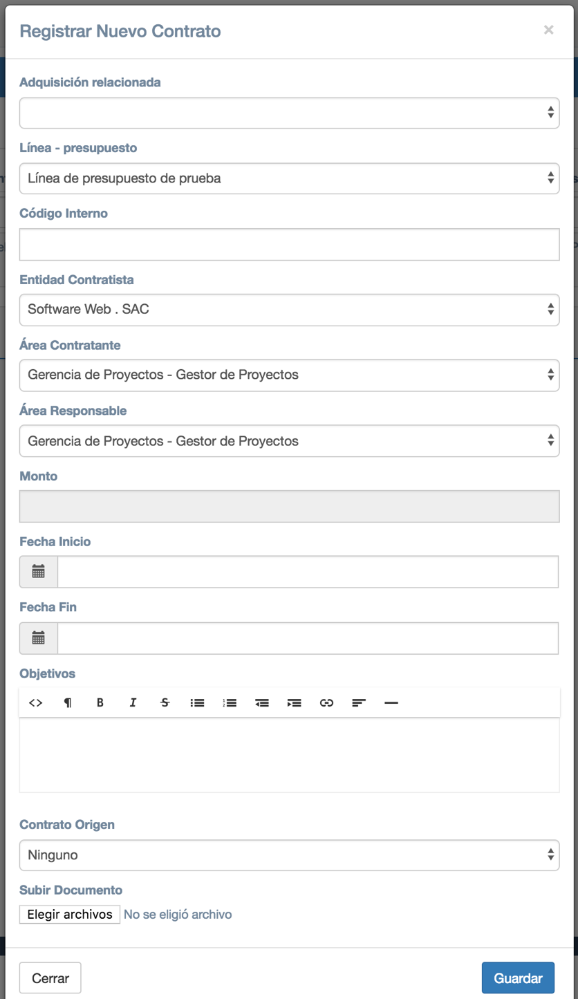 Registrar Nuevo Contrato ×
Adquisición relacionada
Línea - presupuesto
Línea de presupuesto de prueba
Código Interno
Entidad Contratista
Software Web . SAC
Área Contratante
Gerencia de Proyectos - Gestor de Proyectos
Área Responsable
Gerencia de Proyectos - Gestor de Proyectos
Monto
Fecha Inicio
Fecha Fin
Objetivos
<> ¶ B I S
Contrato Origen
Ninguno
Subir Documento
Elegir archivos No se eligió archivo
Cerrar Guardar